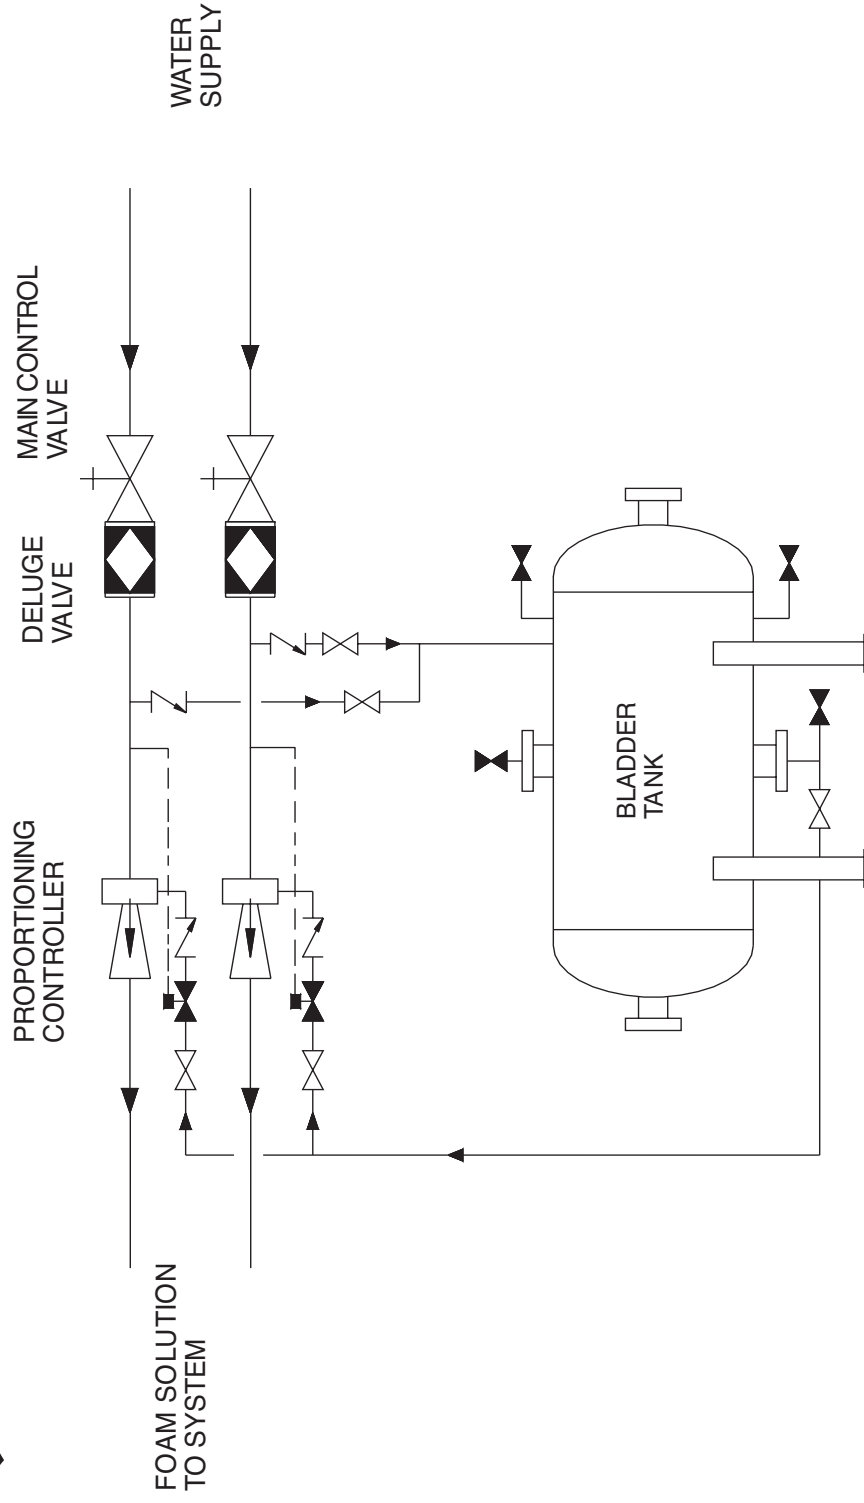 WATER
SUPPLY
MAIN CONTROL
VALVE
DELUGE
VALVE
PROPORTIONING
CONTROLLER
BLADDER
TANK
FOAM SOLUTION
TO SYSTEM